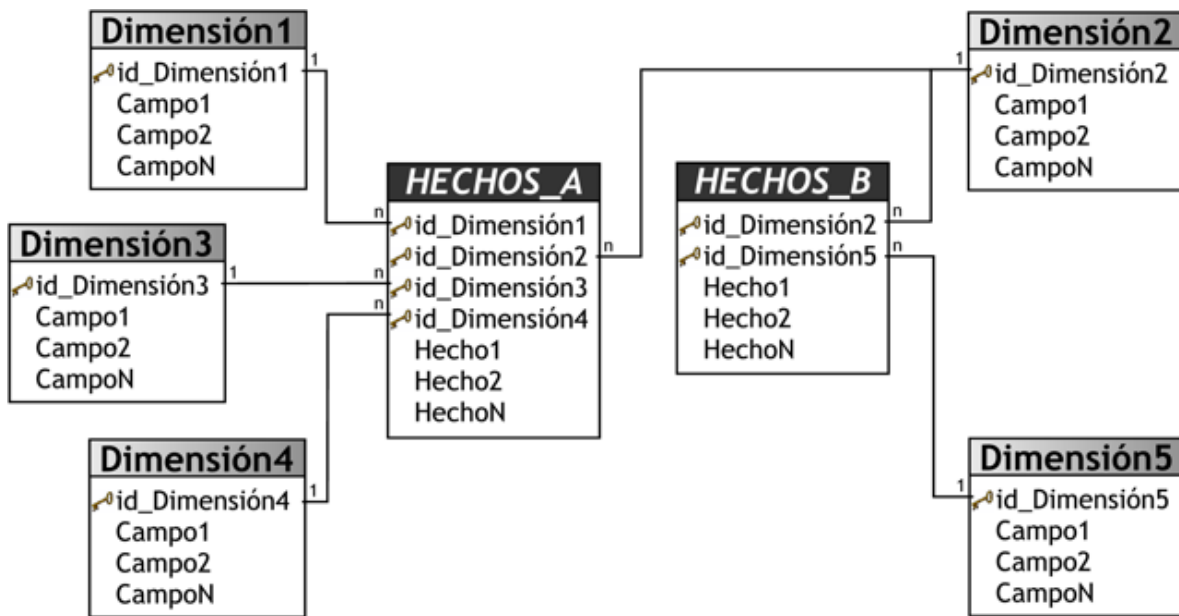 Dimensión1
id_Dimensión1
Campo1
Campo2
CampoN
1
Dimensión3
id_Dimensión3
Campo1
Campo2
CampoN
1
Dimensión4
id_Dimensión4
Campo1
Campo2
CampoN
1
HECHOS_A
n
id_Dimensión1
id_Dimensión2
n
n
id_Dimensión3
n
id_Dimensión4
Hecho1
Hecho2
HechoN
HECHOS_B
id_Dimensión2
n
id_Dimensión5
n
Hecho1
Hecho2
HechoN
Dimensión2
1
id_Dimensión2
Campo1
Campo2
CampoN
Dimensión5
1
id_Dimensión5
Campo1
Campo2
CampoN